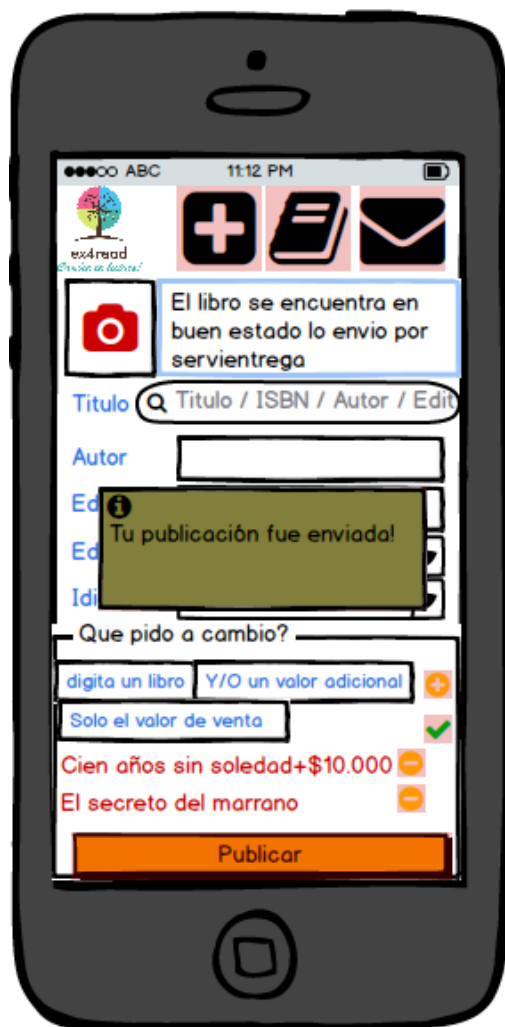 ABC 11:12 PM
ex4read
El libro se encuentra en
buen estado lo envio por
servientrega
Titulo Titulo / ISBN / Autor / Edit
Autor
Ed
Tu publicación fue enviada!
Ed
Idi
Que pido a cambio?
digita un libro Y/O un valor adicional
Solo el valor de venta
Cien años sin soledad+$10.000
El secreto del marrano
Publicar